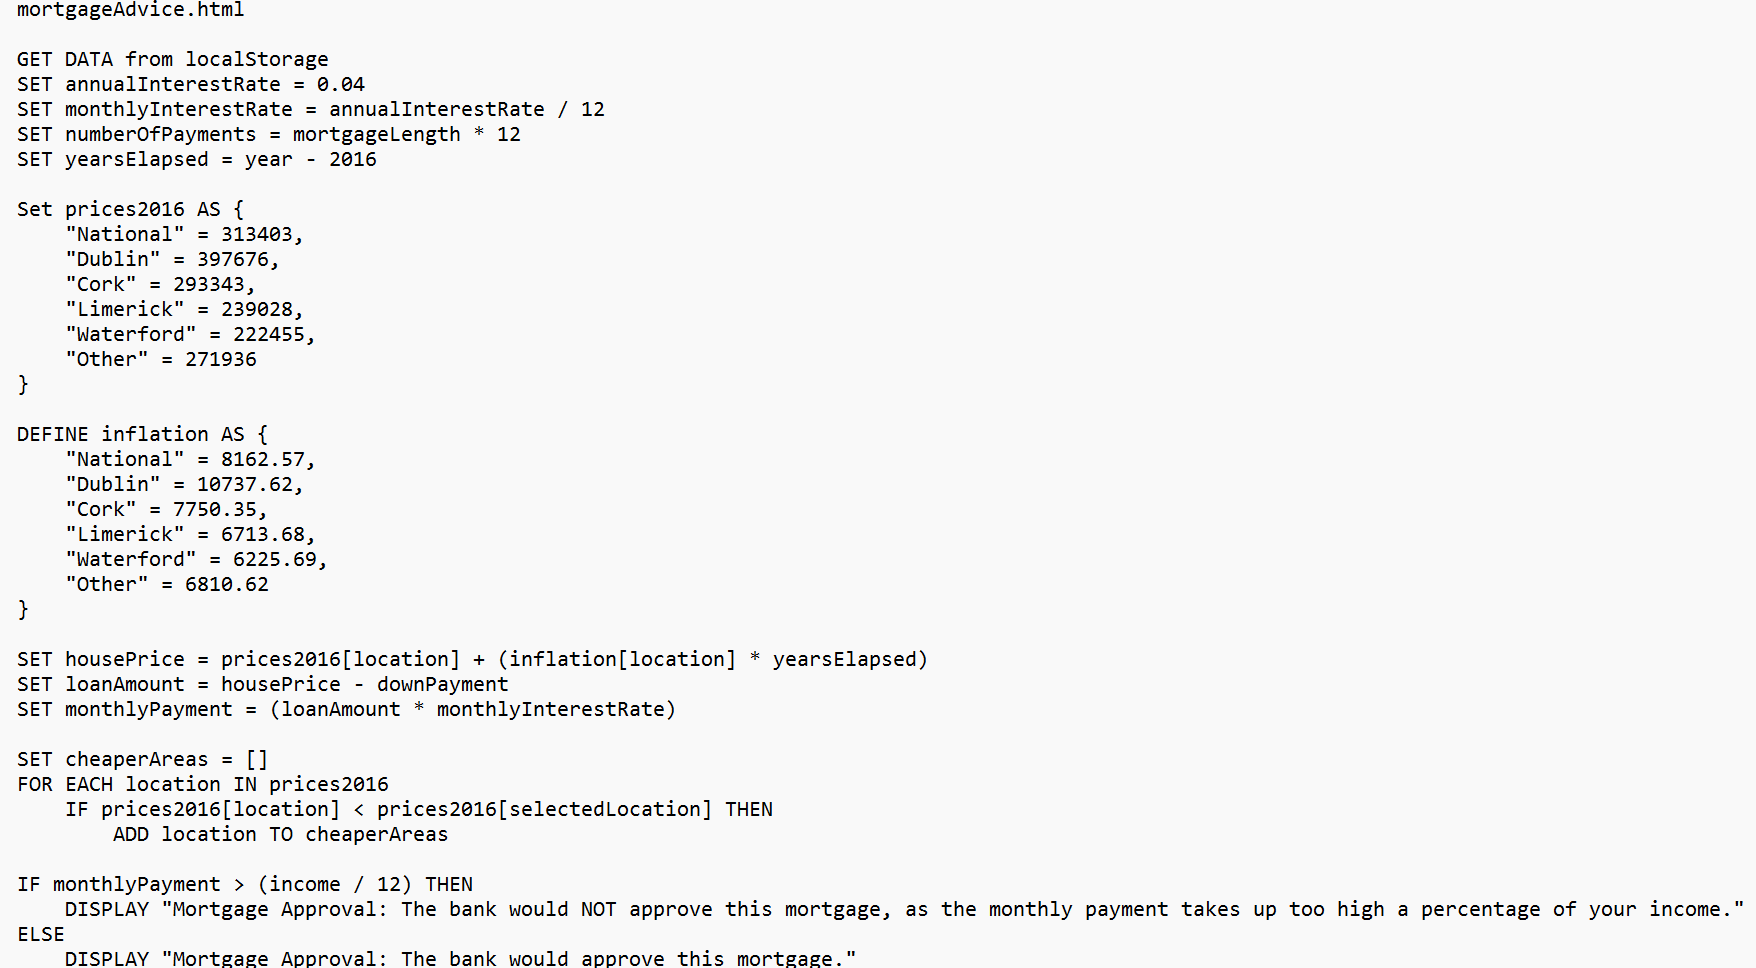 mortgageAdvice.html
GET DATA from localStorage
SET annualInterestRate = 0.04
SET monthlyInterestRate = annualInterestRate / 12
SET numberOfPayments = mortgageLength * 12
SET yearsElapsed = year - 2016
Set prices2016 AS {
    "National" = 313403,
    "Dublin" = 397676,
    "Cork" = 293343,
    "Limerick" = 239028,
    "Waterford" = 222455,
    "Other" = 271936
}
DEFINE inflation AS {
    "National" = 8162.57,
    "Dublin" = 10737.62,
    "Cork" = 7750.35,
    "Limerick" = 6713.68,
    "Waterford" = 6225.69,
    "Other" = 6810.62
}
SET housePrice = prices2016[location] + (inflation[location] * yearsElapsed)
SET loanAmount = housePrice - downPayment
SET monthlyPayment = (loanAmount * monthlyInterestRate)
SET cheaperAreas = []
FOR EACH location IN prices2016
    IF prices2016[location] < prices2016[selectedLocation] THEN
        ADD location TO cheaperAreas
IF monthlyPayment > (income / 12) THEN
    DISPLAY "Mortgage Approval: The bank would NOT approve this mortgage, as the monthly payment takes up too high a percentage of your income."
ELSE
    DISPLAY "Mortgage Approval: The bank would approve this mortgage."